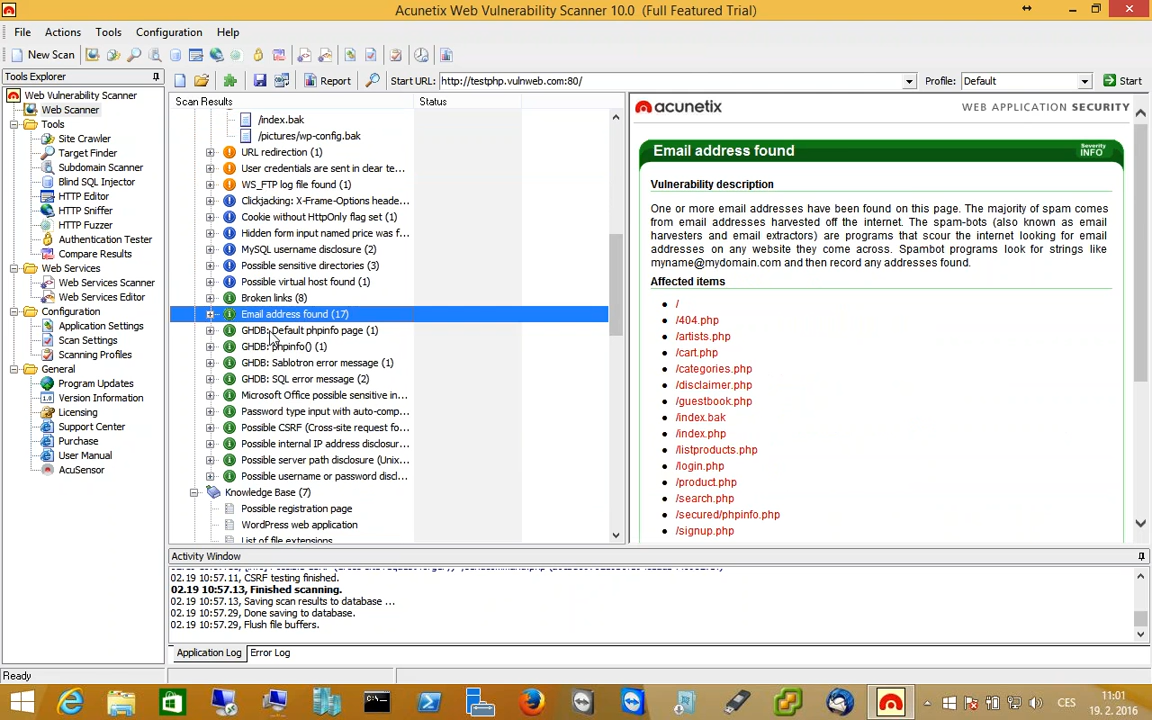 Acunetix Web Vulnerability Scanner 10.0 (Full Featured Trial)
File Actions Tools Configuration Help
New Scan
Tools Explorer
Report
Start URL: http://testphp.vulnweb.com:80/
Profile: Default
Start
Web Vulnerability Scanner
Web Scanner
Tools
Site Crawler
Target Finder
Subdomain Scanner
Blind SQL Injector
HTTP Editor
HTTP Sniffer
HTTP Fuzzer
Authentication Tester
Compare Results
Web Services
Web Services Scanner
Web Services Editor
Configuration
Application Settings
Scan Settings
Scanning Profiles
General
Program Updates
Version Information
Licensing
Support Center
Purchase
User Manual
AcuSensor
Scan Results Status
/index.bak
/pictures/wp-config.bak
URL redirection (1)
User credentials are sent in clear te...
WS_FTP log file found (1)
Clickjacking: X-Frame-Options heade...
Cookie without HttpOnly flag set (1)
Hidden form input named price was f...
MySQL username disclosure (2)
Possible sensitive directories (3)
Possible virtual host found (1)
Broken links (8)
Email address found (17)
GHDB: Default phpinfo page (1)
GHDB: phpinfo() (1)
GHDB: Sablotron error message (1)
GHDB: SQL error message (2)
Microsoft Office possible sensitive in...
Password type input with auto-comp...
Possible CSRF (Cross-site request fo...
Possible internal IP address disclosur...
Possible server path disclosure (Unix...
Possible username or password discl...
Knowledge Base (7)
Possible registration page
WordPress web application
List of file extensions
acunetix WEB APPLICATION SECURITY
Email address found
Severity
INFO
Vulnerability description
One or more email addresses have been found on this page. The majority of spam comes
from email addresses harvested off the internet. The spam-bots (also known as email
harvesters and email extractors) are programs that scour the internet looking for email
addresses on any website they come across. Spambot programs look for strings like
myname@mydomain.com and then record any addresses found.
Affected items
/
/404.php
/artists.php
/cart.php
/categories.php
/disclaimer.php
/guestbook.php
/index.bak
/index.php
/listproducts.php
/login.php
/product.php
/search.php
/secured/phpinfo.php
/signup.php
Activity Window
02.19 10:57.11, CSRF testing finished.
02.19 10:57.13, Finished scanning.
02.19 10:57.13, Saving scan results to database ...
02.19 10:57.29, Done saving to database.
02.19 10:57.29, Flush file buffers.
Application Log Error Log
Ready
CES
11:01
19. 2. 2016